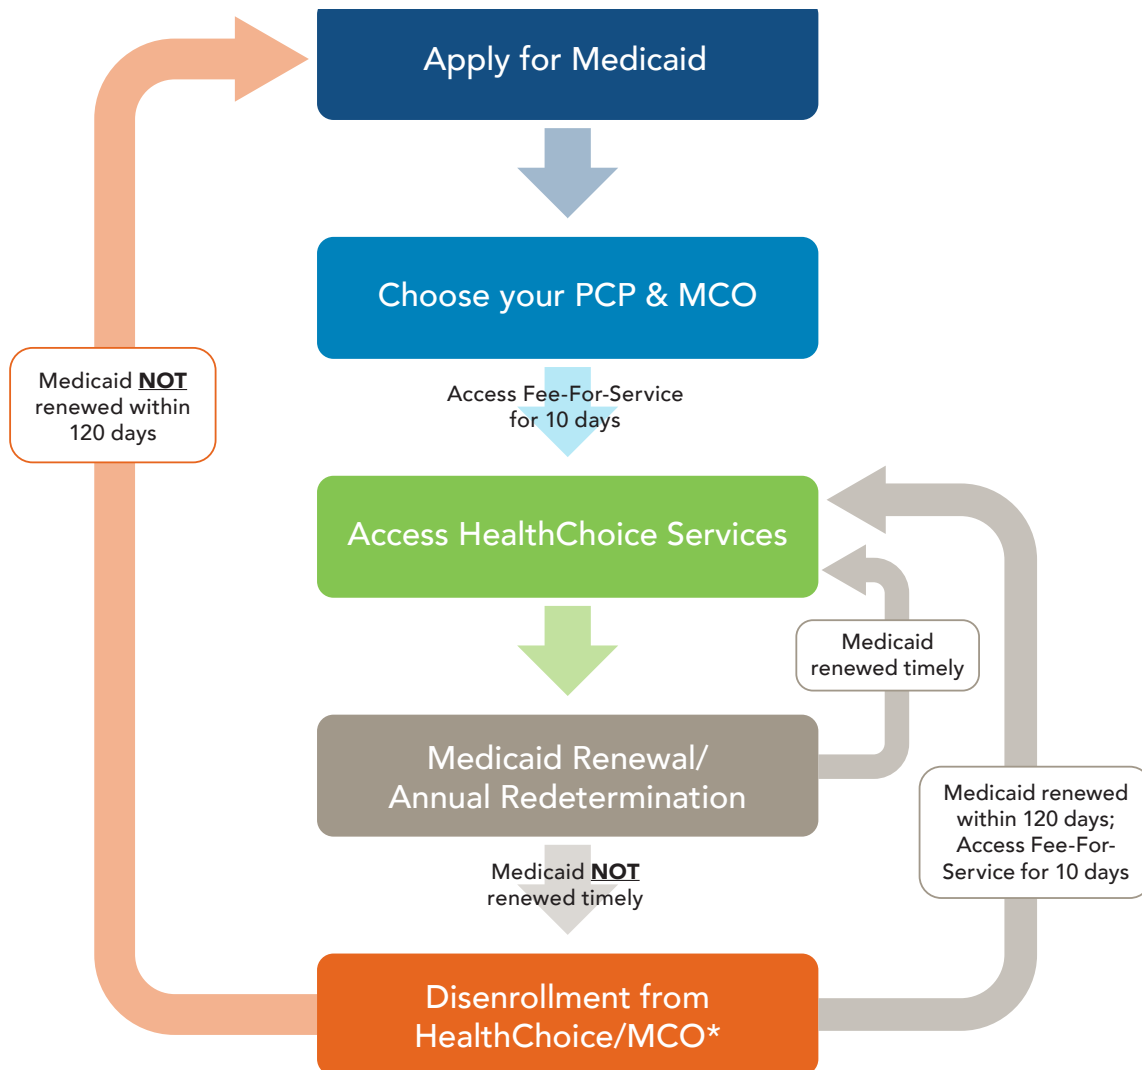 Apply for Medicaid
Choose your PCP & MCO
Medicaid NOT
renewed within
120 days
Access Fee-For-Service
for 10 days
Access HealthChoice Services
Medicaid
renewed timely
Medicaid Renewal/
Annual Redetermination
Medicaid renewed
within 120 days;
Access Fee-For-
Service for 10 days
Medicaid NOT
renewed timely
Disenrollment from
HealthChoice/MCO*